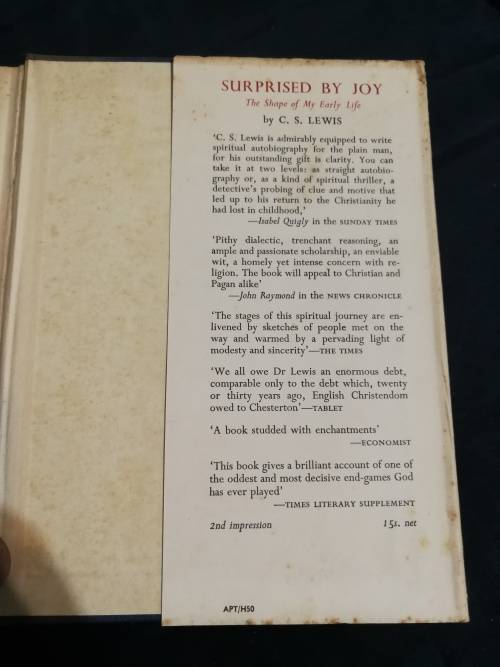 SURPRISED BY JOY
The Shape of My Early Life
by C. S. LEWIS
‘C. S. Lewis is admirably equipped to write
spiritual autobiography for the plain man,
for his outstanding gift is clarity. You can
take it at two levels: as straight autobio-
graphy or, as a kind of spiritual thriller, a
detective's probing of clue and motive that
led up to his return to the Christianity he
had lost in childhood,’
—Isabel Quigly in the SUNDAY TIMES
‘Pithy dialectic, trenchant reasoning, an
ample and passionate scholarship, an enviable
wit, a homely yet intense concern with re-
ligion. The book will appeal to Christian and
Pagan alike’
—John Raymond in the NEWS CHRONICLE
‘The stages of this spiritual journey are en-
livened by sketches of people met on the
way and warmed by a pervading light of
modesty and sincerity’—THE TIMES
‘We all owe Dr Lewis an enormous debt,
comparable only to the debt which, twenty
or thirty years ago, English Christendom
owed to Chesterton’—TABLET
‘A book studded with enchantments’
—ECONOMIST
‘This book gives a brilliant account of one of
the oddest and most decisive end-games God
has ever played’
—TIMES LITERARY SUPPLEMENT
2nd impression 15s. net
APT/H50